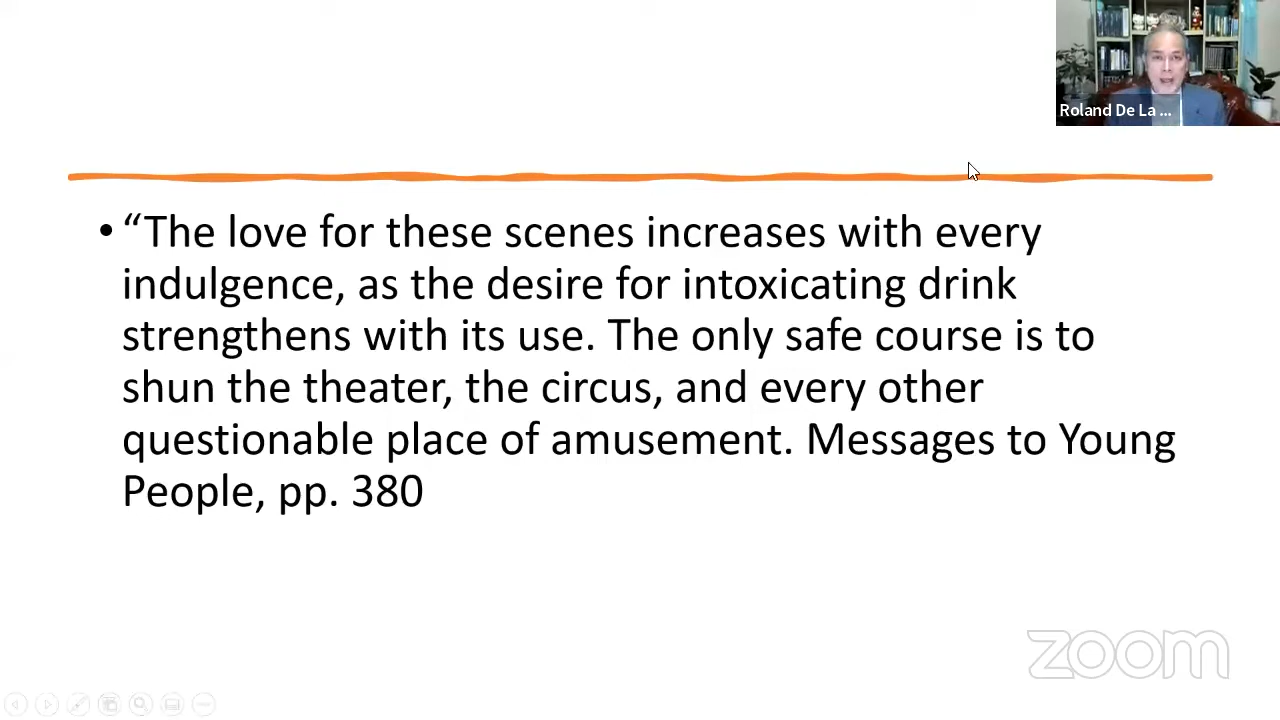 Roland De La ...
• “The love for these scenes increases with every
indulgence, as the desire for intoxicating drink
strengthens with its use. The only safe course is to
shun the theater, the circus, and every other
questionable place of amusement. Messages to Young
People, pp. 380
zoom